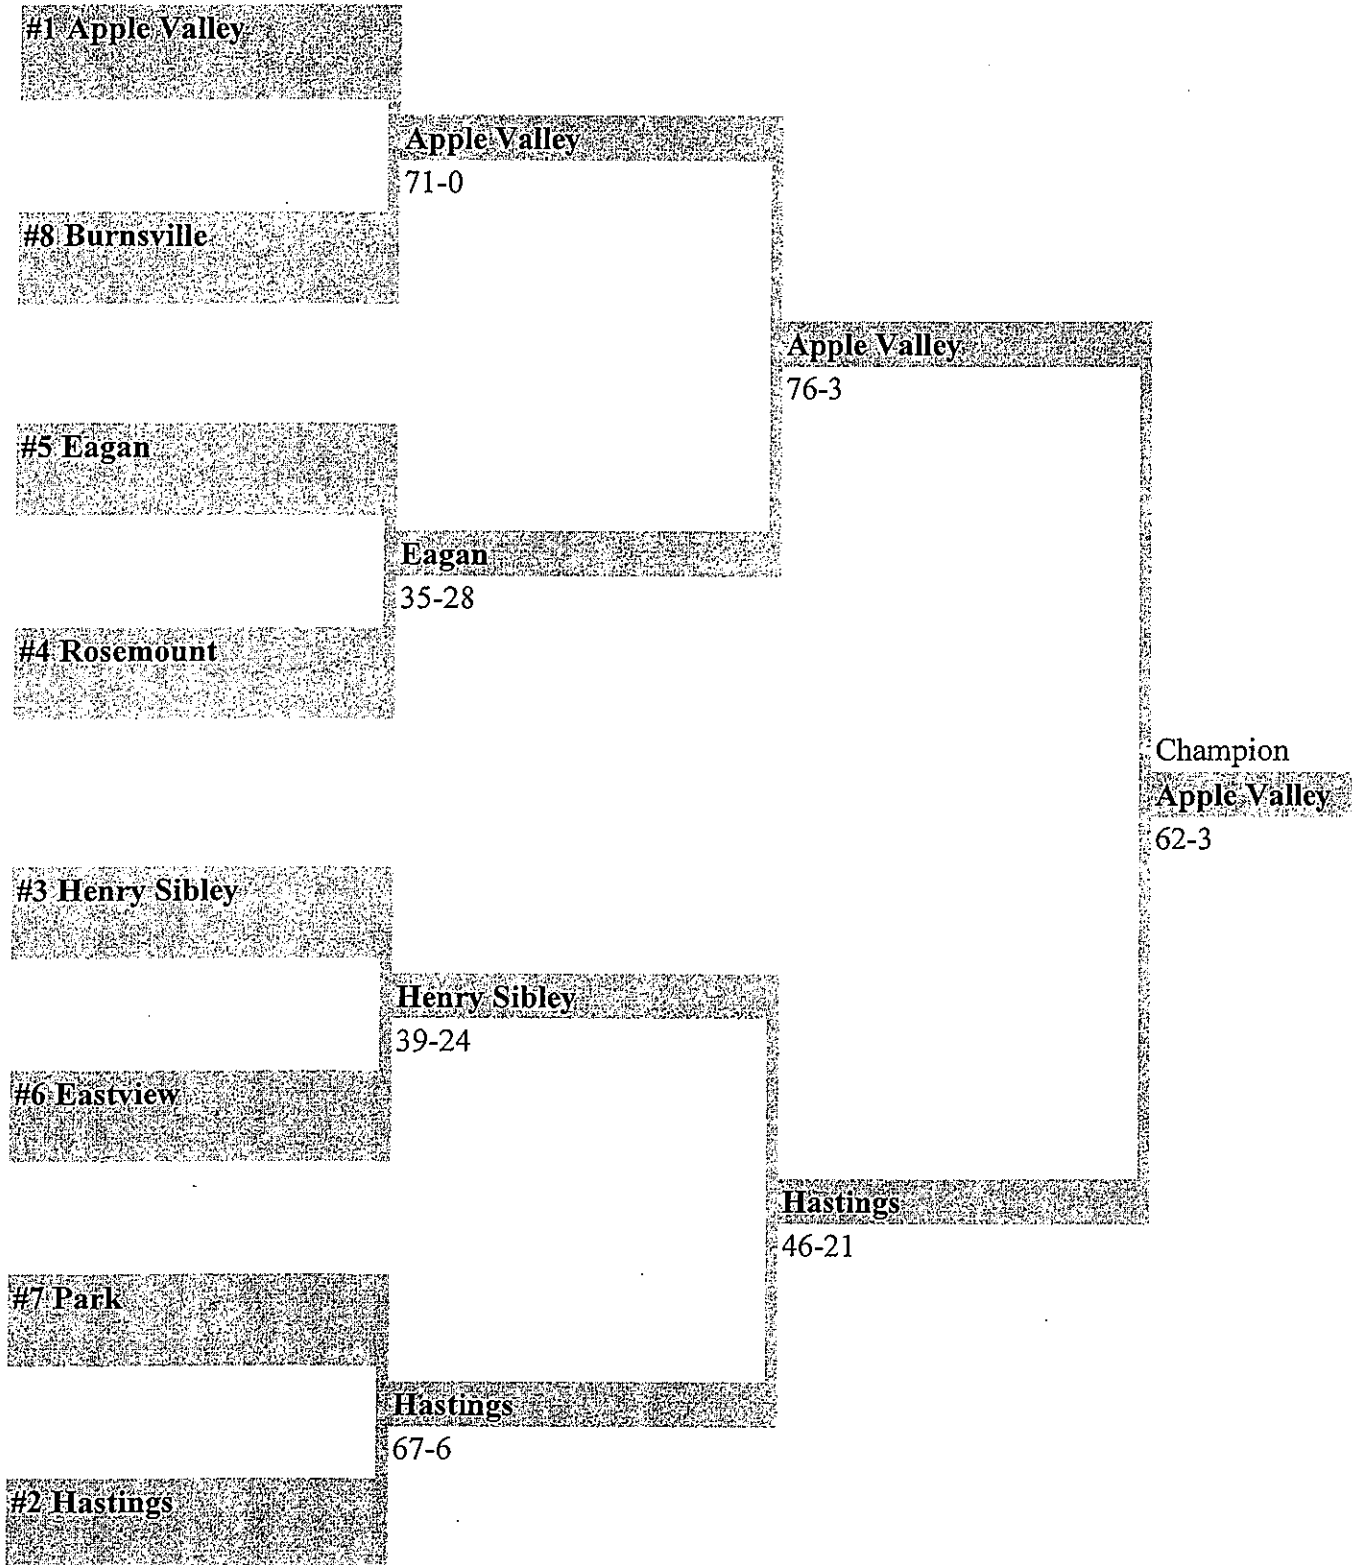 #1 Apple Valley
Apple Valley
71-0
#8 Burnsville
Apple Valley
76-3
#5 Eagan
Eagan
35-28
#4 Rosemount
Champion
Apple Valley
62-3
#3 Henry Sibley
Henry Sibley
39-24
#6 Eastview
Hastings
46-21
#7 Park
Hastings
67-6
#2 Hastings